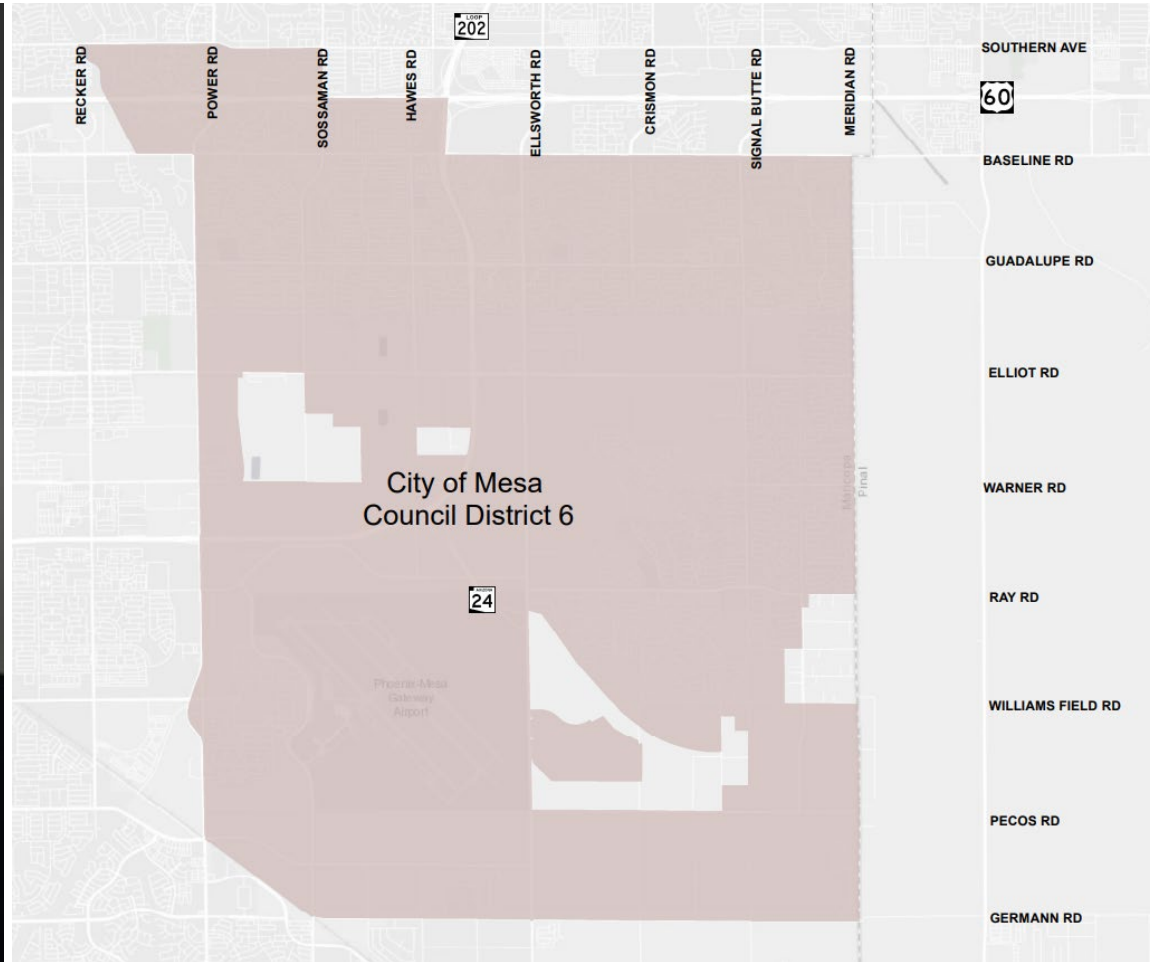 LOOP
202
RECKER RD
POWER RD
SOSSAMAN RD
HAWES RD
ELLSWORTH RD
CRISMON RD
SIGNAL BUTTE RD
MERIDIAN RD
SOUTHERN AVE
60
BASELINE RD
GUADALUPE RD
ELLIOT RD
City of Mesa
Council District 6
Maricopa
Pinal
WARNER RD
ARIZONA
24
RAY RD
Phoenix-Mesa
Gateway
Airport
WILLIAMS FIELD RD
PECOS RD
GERMANN RD